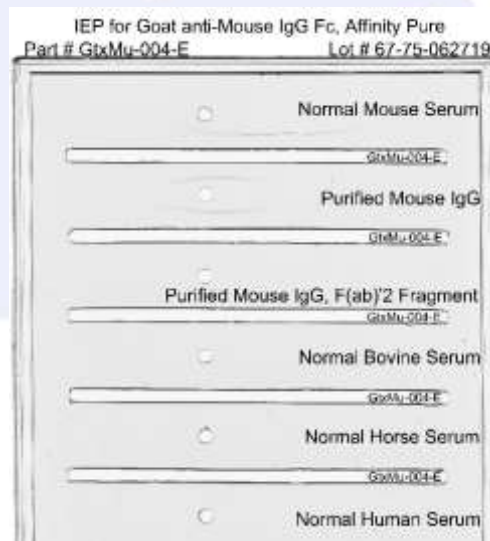 IEP for Goat anti-Mouse IgG Fc, Affinity Pure
Part # GtxMu-004-E Lot # 67-75-062719
Normal Mouse Serum
GtxMu-004-E
Purified Mouse IgG
GtxMu-004-E
Purified Mouse IgG, F(ab)'2 Fragment
GtxMu-004-E
Normal Bovine Serum
GtxMu-004-E
Normal Horse Serum
GtxMu-004-E
Normal Human Serum